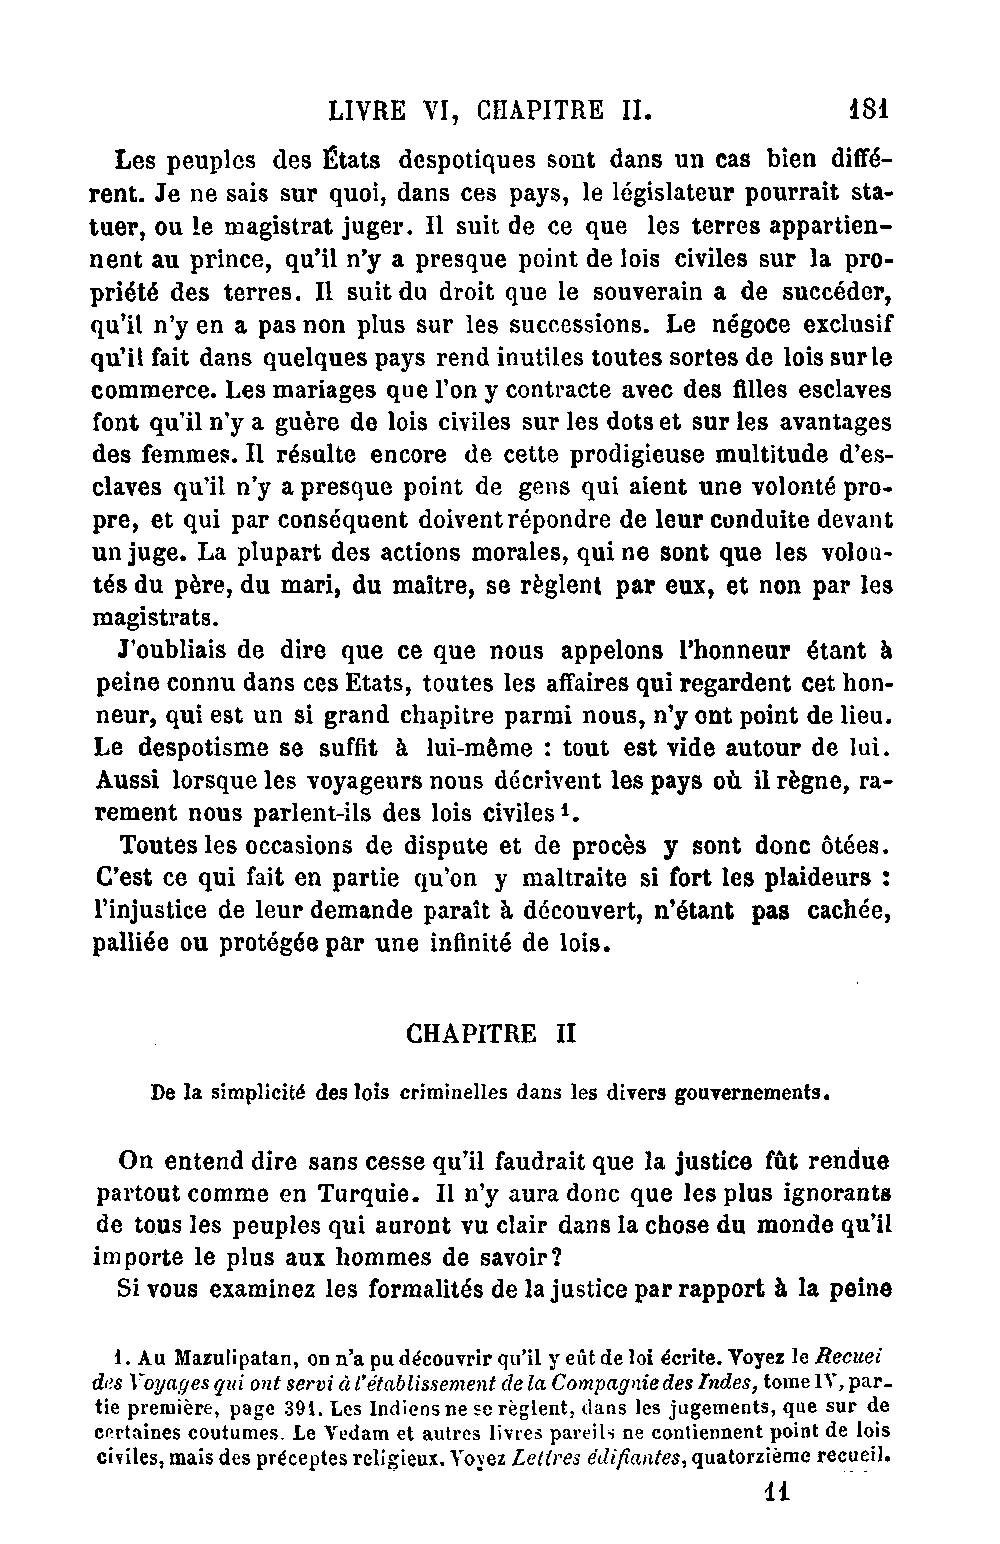 LIVRE VI, CHAPITRE II. 181
Les peuples des États despotiques sont dans un cas bien diffé-
rent. Je ne sais sur quoi, dans ces pays, le législateur pourrait sta-
tuer, ou le magistrat juger. Il suit de ce que les terres appartien-
nent au prince, qu'il n'y a presque point de lois civiles sur la pro-
priété des terres. Il suit du droit que le souverain a de succéder,
qu'il n'y en a pas non plus sur les successions. Le négoce exclusif
qu'il fait dans quelques pays rend inutiles toutes sortes de lois sur le
commerce. Les mariages que l'on y contracte avec des filles esclaves
font qu'il n'y a guère de lois civiles sur les dots et sur les avantages
des femmes. Il résulte encore de cette prodigieuse multitude d'es-
claves qu'il n'y a presque point de gens qui aient une volonté pro-
pre, et qui par conséquent doivent répondre de leur conduite devant
un juge. La plupart des actions morales, qui ne sont que les volon-
tés du père, du mari, du maître, se règlent par eux, et non par les
magistrats.
J'oubliais de dire que ce que nous appelons l'honneur étant à
peine connu dans ces Etats, toutes les affaires qui regardent cet hon-
neur, qui est un si grand chapitre parmi nous, n'y ont point de lieu.
Le despotisme se suffit à lui-même : tout est vide autour de lui.
Aussi lorsque les voyageurs nous décrivent les pays où il règne, ra-
rement nous parlent-ils des lois civiles 1.
Toutes les occasions de dispute et de procès y sont donc ôtées.
C'est ce qui fait en partie qu'on y maltraite si fort les plaideurs :
l'injustice de leur demande paraît à découvert, n'étant pas cachée,
palliée ou protégée par une infinité de lois.
CHAPITRE II
De la simplicité des lois criminelles dans les divers gouvernements.
On entend dire sans cesse qu'il faudrait que la justice fût rendue
partout comme en Turquie. Il n'y aura donc que les plus ignorants
de tous les peuples qui auront vu clair dans la chose du monde qu'il
importe le plus aux hommes de savoir?
Si vous examinez les formalités de la justice par rapport à la peine
1. Au Mazulipatan, on n'a pu découvrir qu'il y eût de loi écrite. Voyez le Recuei
des Voyages qui ont servi à l'établissement de la Compagnie des Indes, tome IV, par-
tie première, page 391. Les Indiens ne se règlent, dans les jugements, que sur de
certaines coutumes. Le Vedam et autres livres pareils ne contiennent point de lois
civiles, mais des préceptes religieux. Voyez Lettres édifiantes, quatorzième recueil.
11